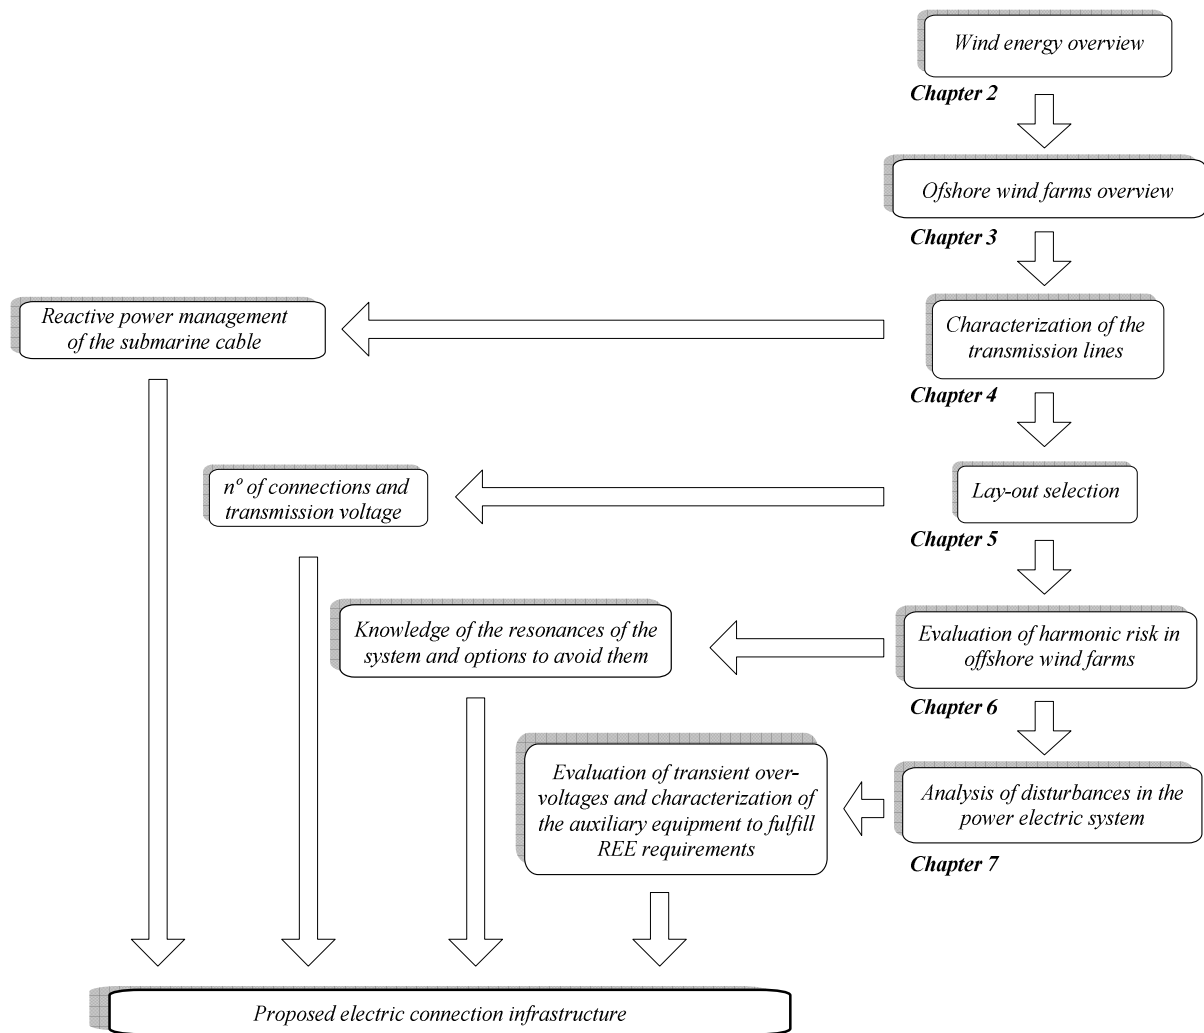 Wind energy overview
Chapter 2
Ofshore wind farms overview
Chapter 3
Reactive power management
of the submarine cable
Characterization of the
transmission lines
Chapter 4
nº of connections and
transmission voltage
Lay-out selection
Chapter 5
Knowledge of the resonances of the
system and options to avoid them
Evaluation of harmonic risk in
offshore wind farms
Chapter 6
Evaluation of transient over-
voltages and characterization of
the auxiliary equipment to fulfill
REE requirements
Analysis of disturbances in the
power electric system
Chapter 7
Proposed electric connection infrastructure